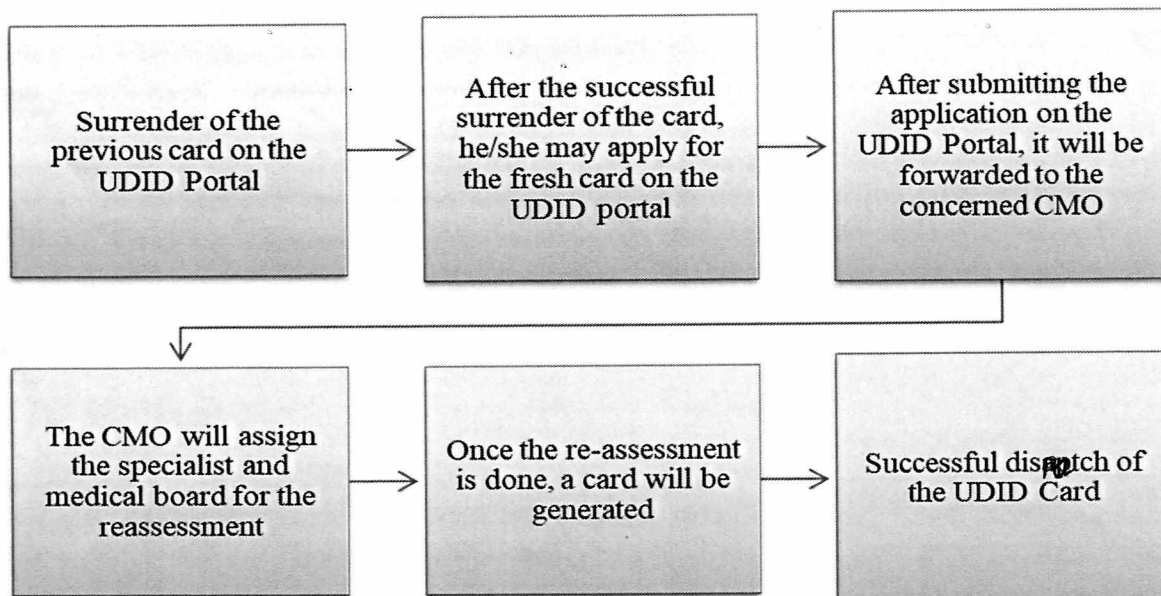 Surrender of the
previous card on the
UDID Portal
After the successful
surrender of the card,
he/she may apply for
the fresh card on the
UDID portal
After submitting the
application on the
UDID Portal, it will be
forwarded to the
concerned CMO
The CMO will assign
the specialist and
medical board for the
reassessment
Once the re-assessment
is done, a card will be
generated
Successful dispatch of
the UDID Card